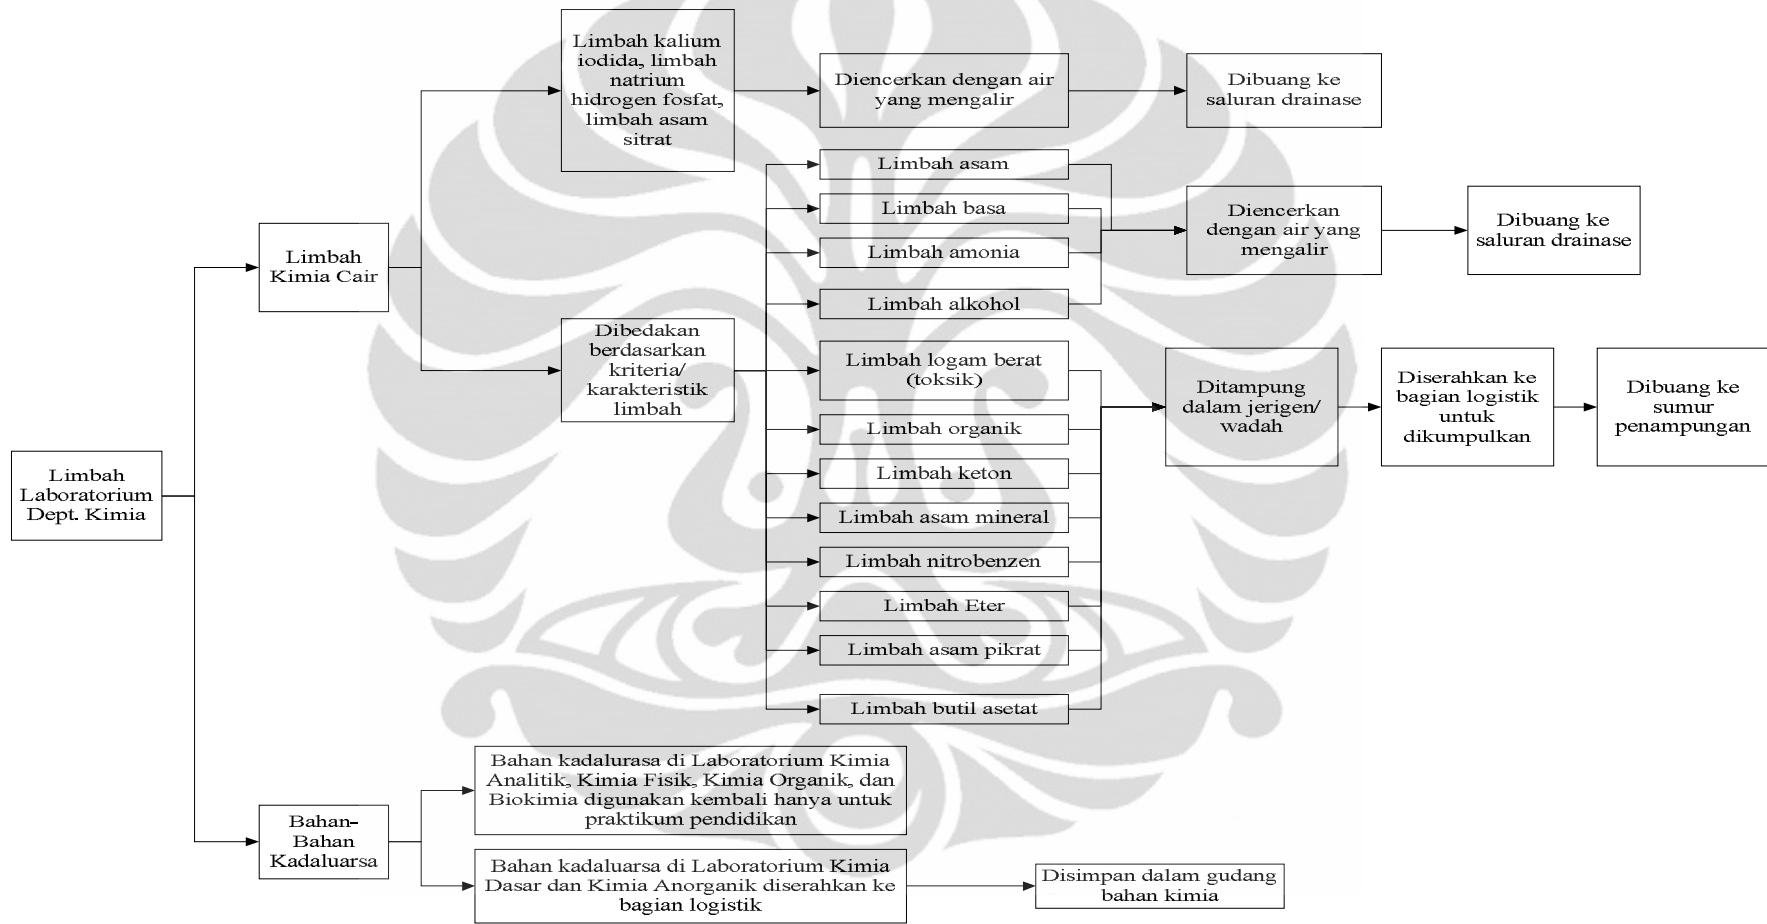 Limbah
Laboratorium
Dept. Kimia
Limbah
Kimia Cair
Limbah kalium
iodida, limbah
natrium
hidrogen fosfat,
limbah asam
sitrat
Diencerkan dengan air
yang mengalir
Dibuang ke
saluran drainase
Dibedakan
berdasarkan
kriteria/
karakteristik
limbah
Limbah asam
Limbah basa
Limbah amonia
Limbah alkohol
Diencerkan
dengan air yang
mengalir
Dibuang ke
saluran drainase
Limbah logam berat
(toksik)
Limbah organik
Limbah keton
Limbah asam mineral
Limbah nitrobenzen
Limbah Eter
Limbah asam pikrat
Limbah butil asetat
Ditampung
dalam jerigen/
wadah
Diserahkan ke
bagian logistik
untuk
dikumpulkan
Dibuang ke
sumur
penampungan
Bahan-
Bahan
Kadaluarsa
Bahan kadalurasa di Laboratorium Kimia
Analitik, Kimia Fisik, Kimia Organik, dan
Biokimia digunakan kembali hanya untuk
praktikum pendidikan
Bahan kadaluarsa di Laboratorium Kimia
Dasar dan Kimia Anorganik diserahkan ke
bagian logistik
Disimpan dalam gudang
bahan kimia